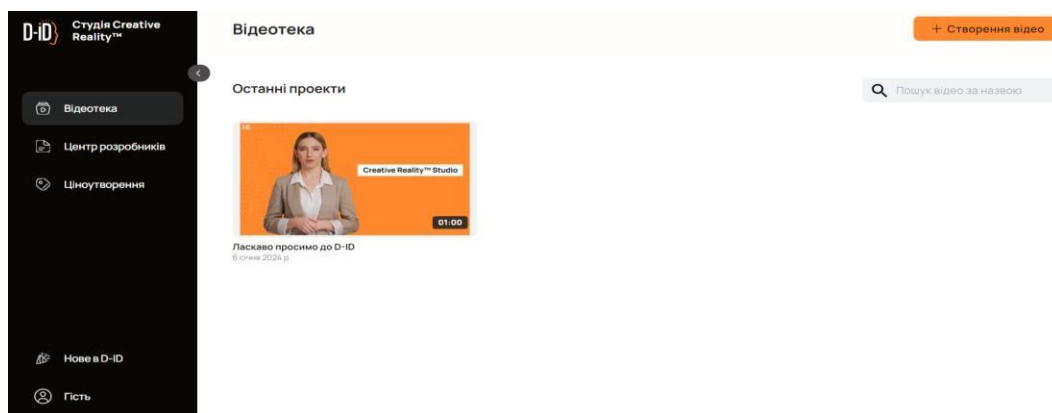 D-iD}
Студія Creative
Reality™
Відеотека
+ Створення відео
Відеотека
Центр розробників
Ціноутворення
Останні проекти
Пошук відео за назвою
Creative Reality™ Studio
01:00
Ласкаво просимо до D-ID
6 січня 2024 р
Нове в D-ID
Гість